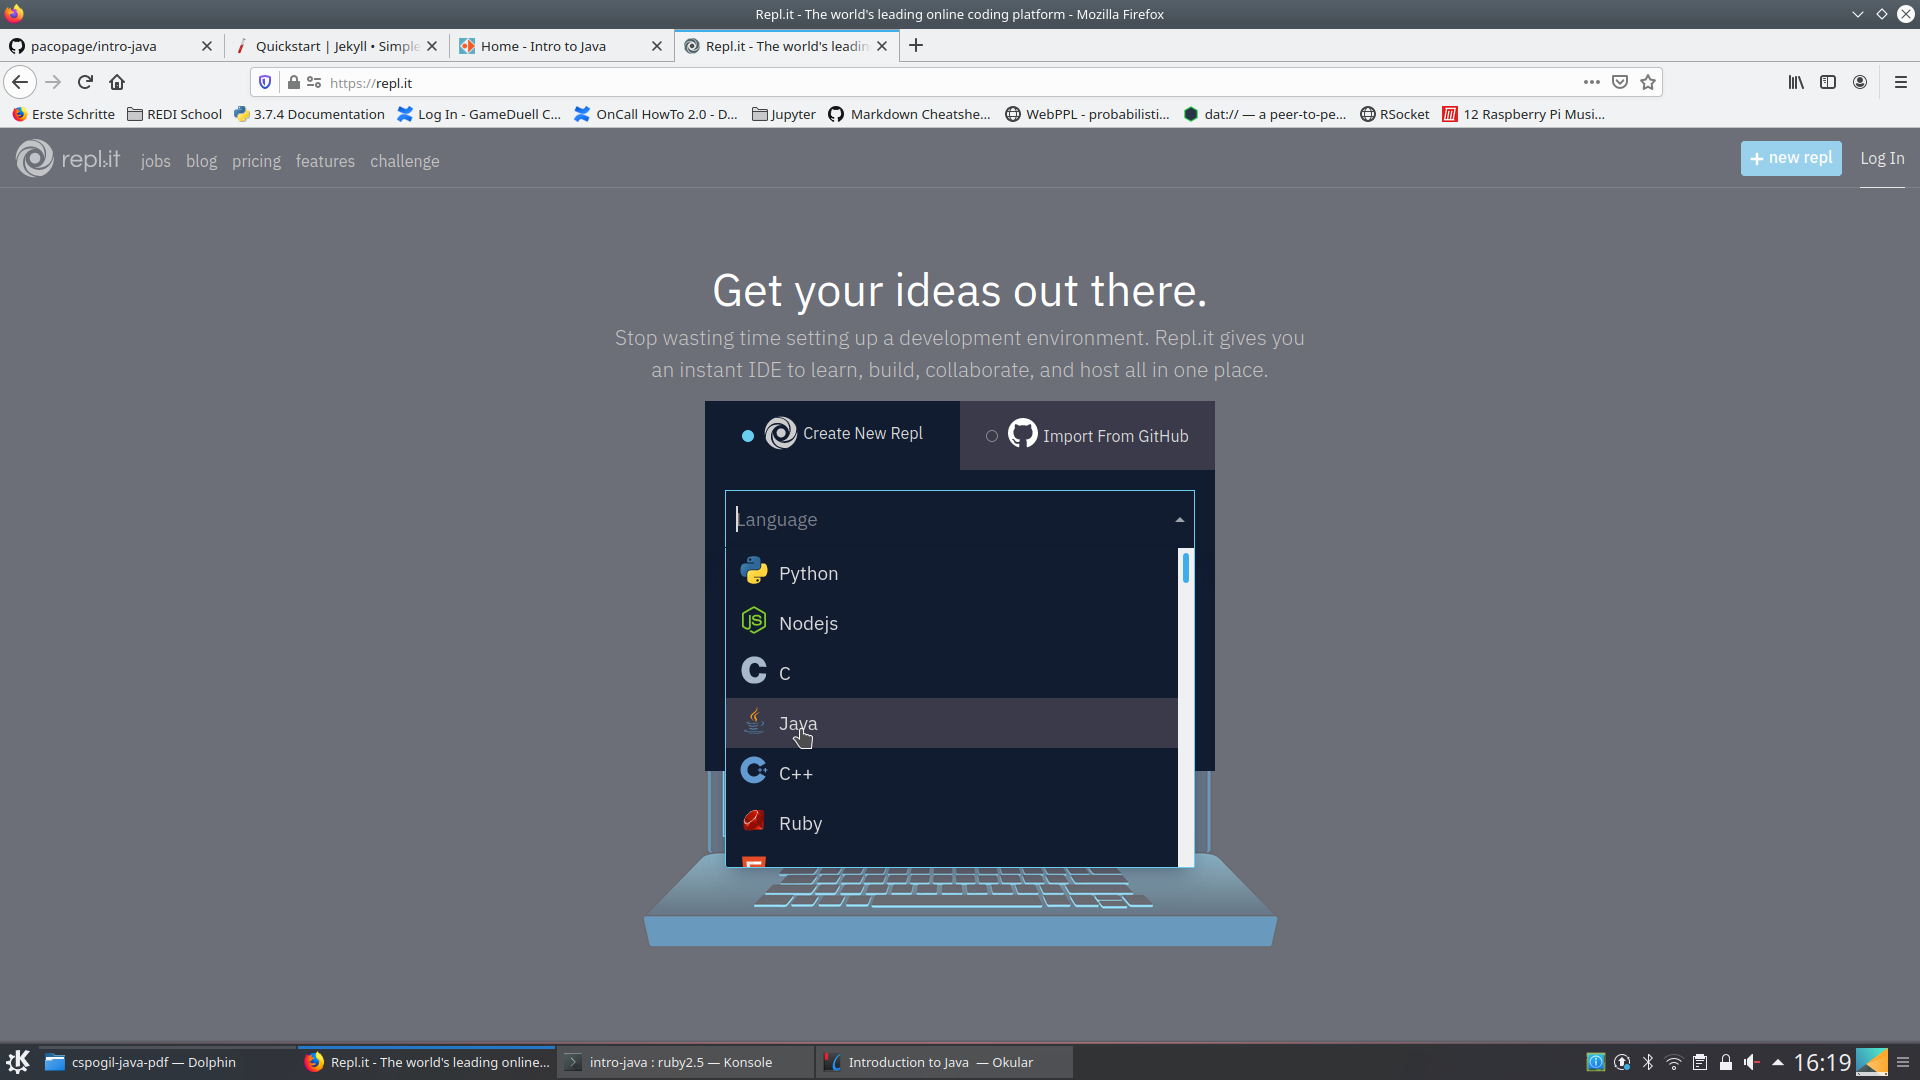 Repl.it - The world's leading online coding platform - Mozilla Firefox
pacopage/intro-java
Quickstart | Jekyll • Simple
Home - Intro to Java
Repl.it - The world's leadin
https://repl.it
Erste Schritte
REDI School
3.7.4 Documentation
Log In - GameDuell C...
OnCall HowTo 2.0 - D...
Jupyter
Markdown Cheatshe...
WebPPL - probabilisti...
dat:// — a peer-to-pe...
RSocket
12 Raspberry Pi Musi...
repl.it
jobs
blog
pricing
features
challenge
+ new repl
Log In
Get your ideas out there.
Stop wasting time setting up a development environment. Repl.it gives you
an instant IDE to learn, build, collaborate, and host all in one place.
Create New Repl
Import From GitHub
Language
Python
Nodejs
C
Java
C++
Ruby
cspogil-java-pdf — Dolphin
Repl.it - The world's leading online...
intro-java : ruby2.5 — Konsole
Introduction to Java — Okular
16:19